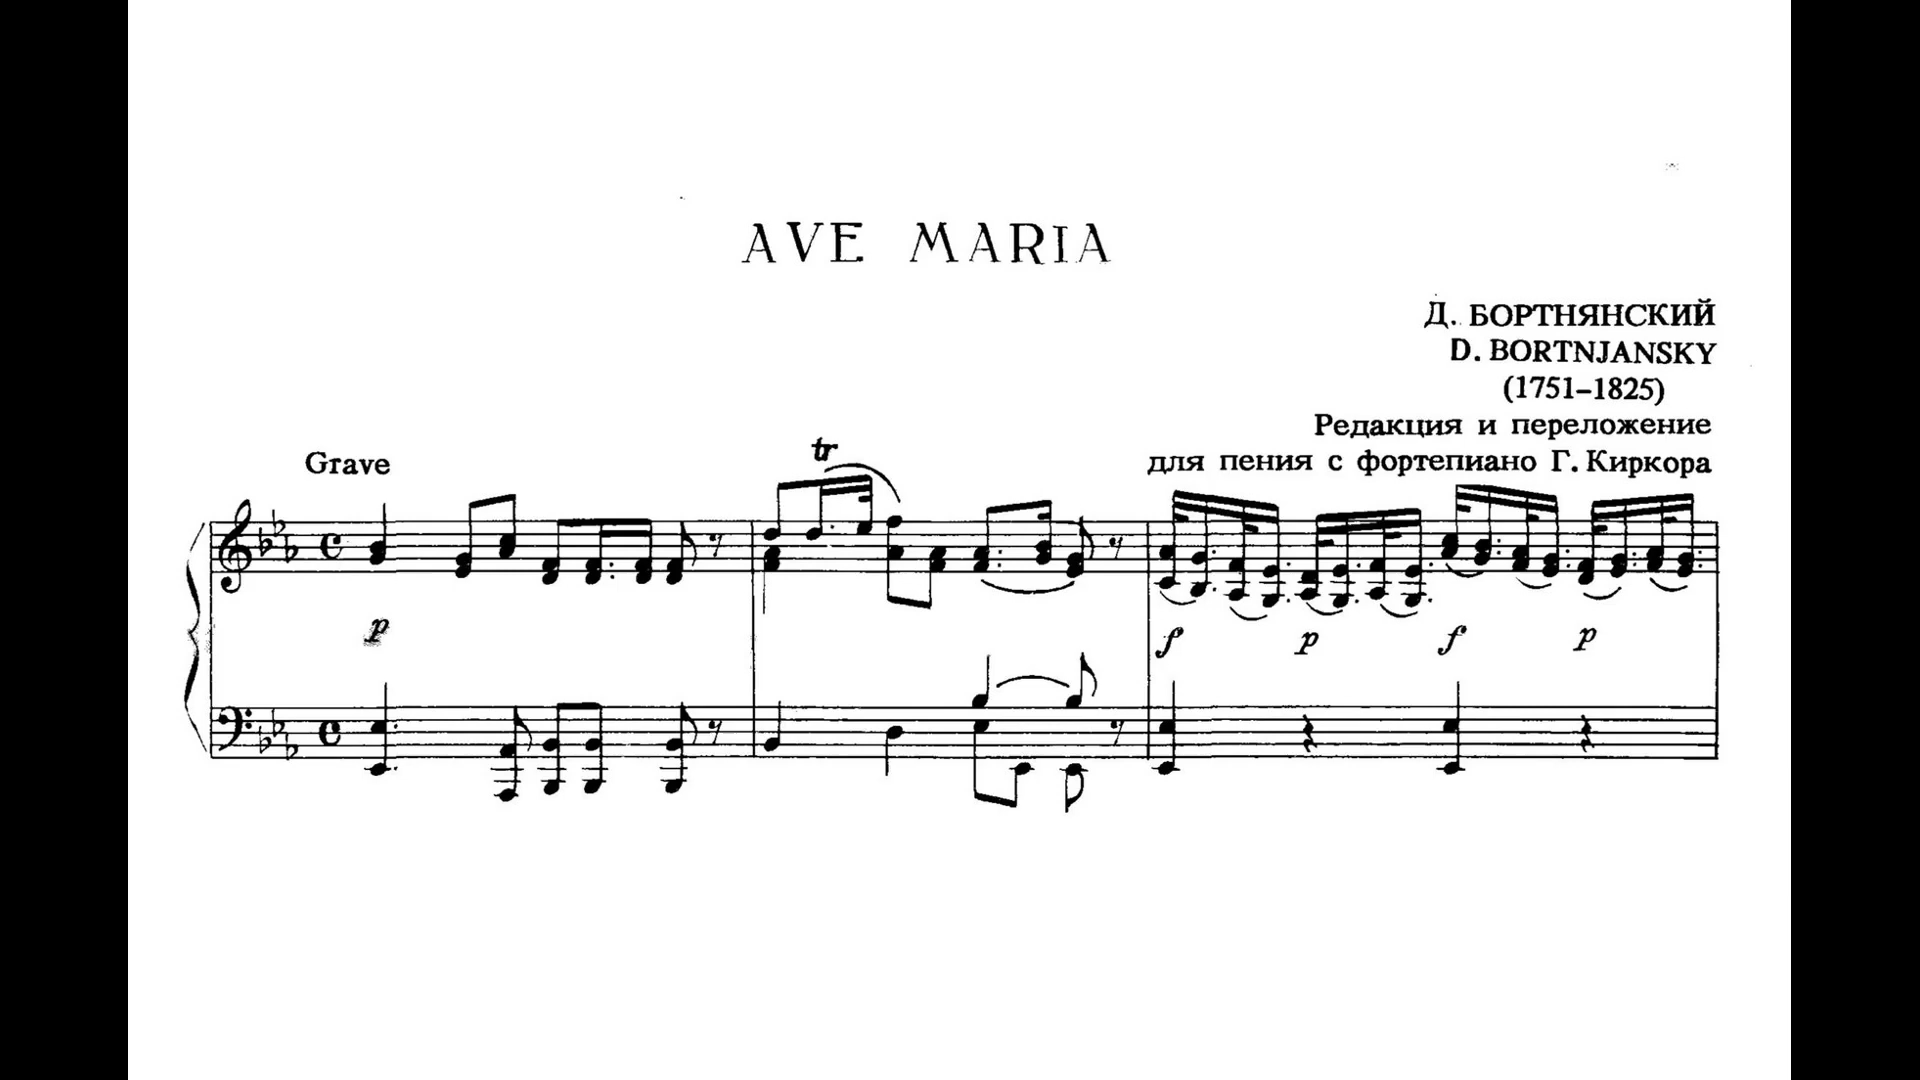 AVE MARIA
Д. БОРТНЯНСКИЙ
D. BORTNJANSKY
(1751–1825)
Редакция и переложение
для пения с фортепиано Г. Киркора
Grave
tr
p
f p f p